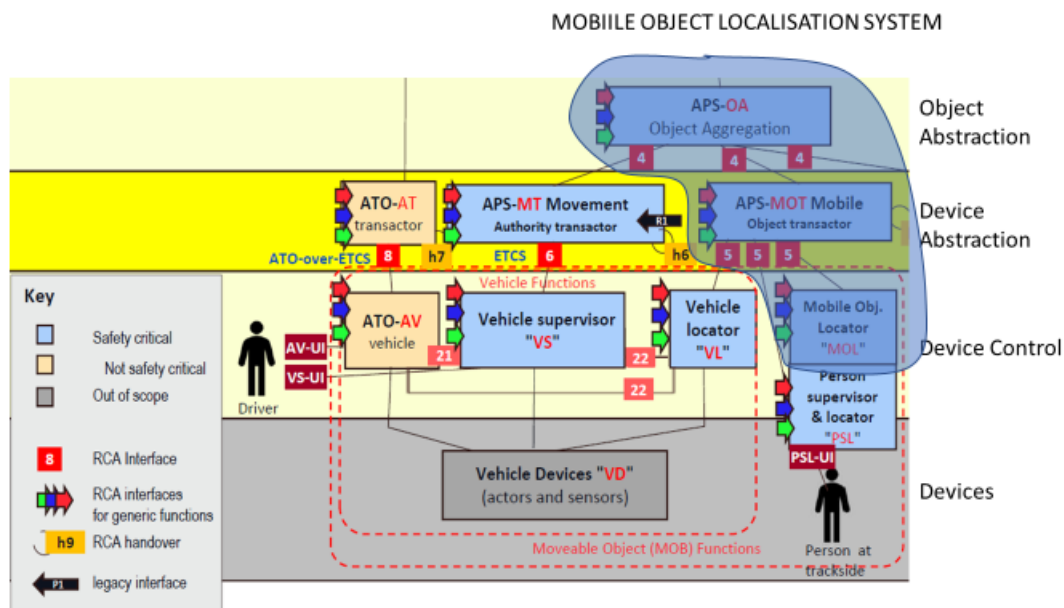 MOBIILE OBJECT LOCALISATION SYSTEM
APS-OA
Object Aggregation
Object
Abstraction
4
4
4
ATO-AT
transactor
APS-MT Movement
Authority transactor
R1
APS-MOT Mobile
Object transactor
Device
Abstraction
ATO-over-ETCS
8
h7
ETCS
6
h6
5
5
5
Vehicle Functions
Key
Safety critical
Not safety critical
Out of scope
8
RCA Interface
RCA interfaces
for generic functions
h9
RCA handover
P1
legacy interface
ATO-AV
vehicle
Vehicle supervisor
"VS"
Vehicle
locator
"VL"
Mobile Obj.
Locator
"MOL"
Device Control
AV-UI
VS-UI
21
22
22
Driver
Person
supervisor
& locator
"PSL"
PSL-UI
Vehicle Devices "VD"
(actors and sensors)
Devices
Moveable Object (MOB) Functions
Person at
trackside